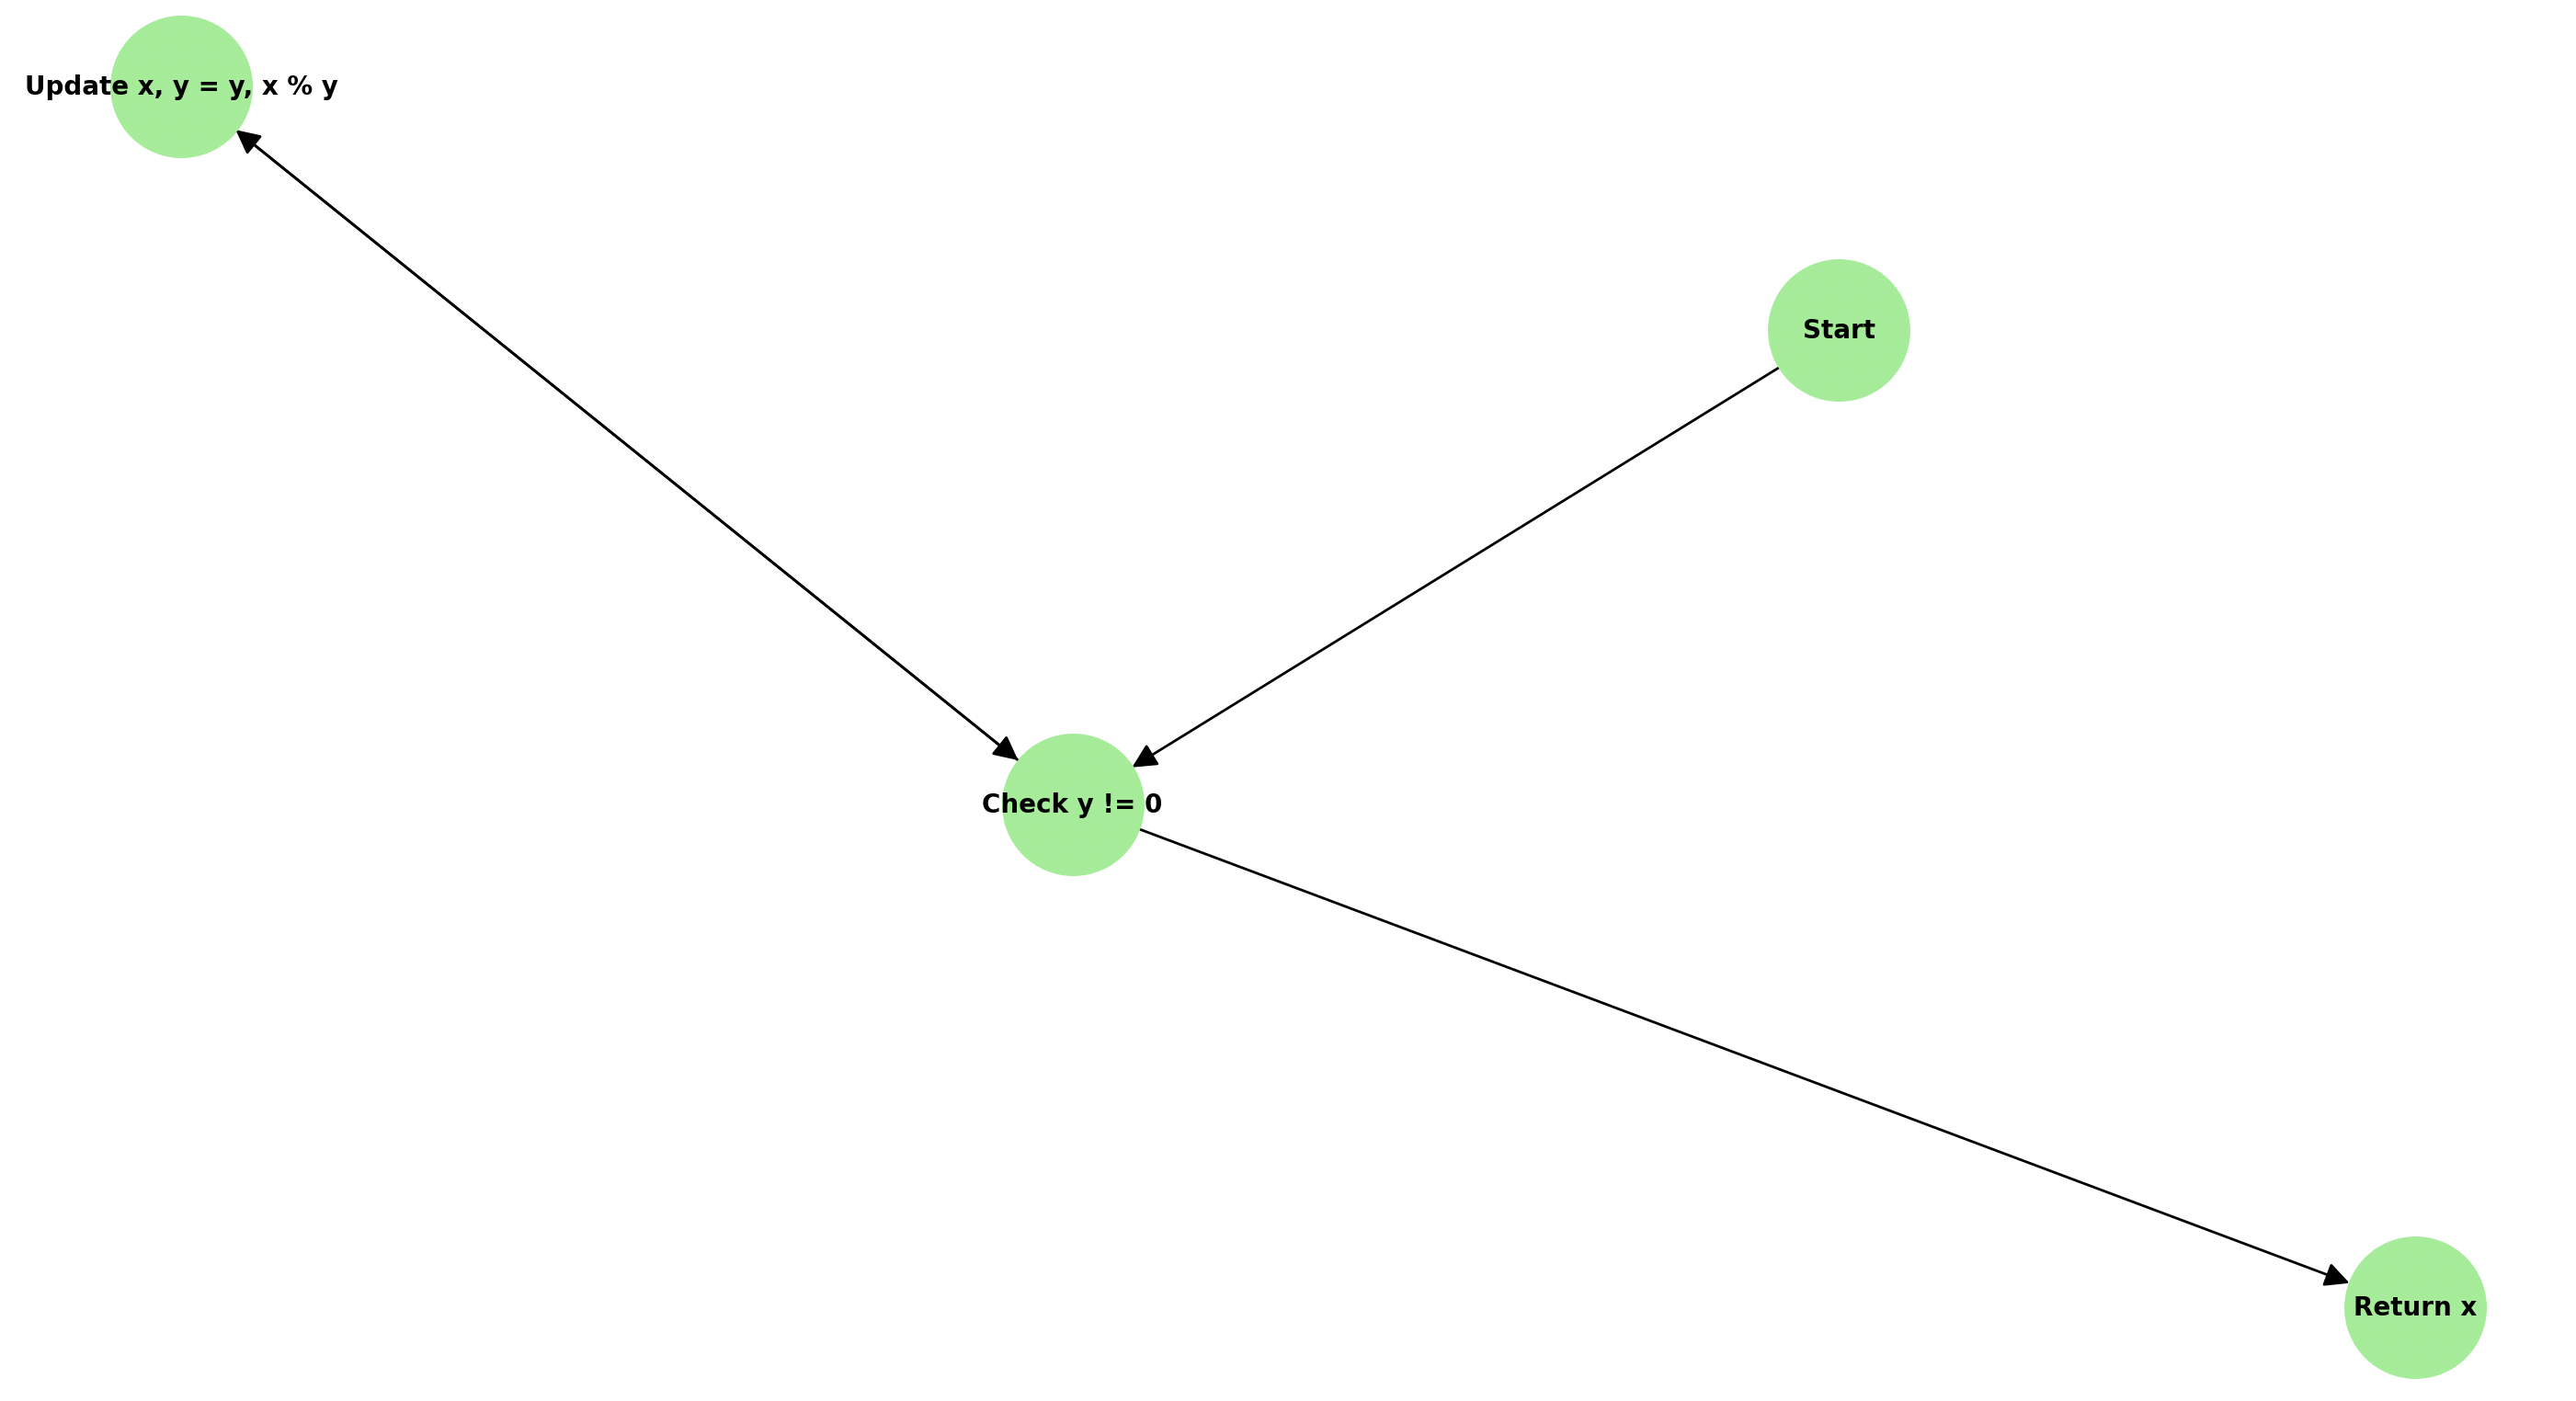 Update x, y = y, x % y
Start
Check y != 0
Return x